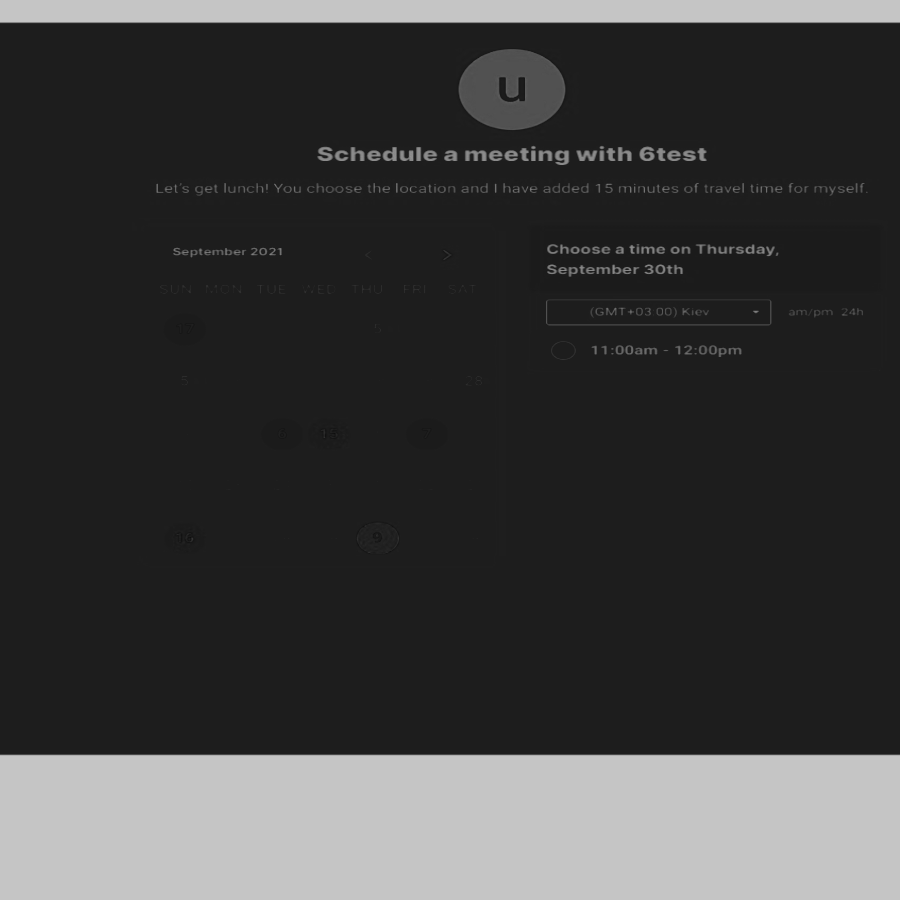 u
Schedule a meeting with 6test
Let's get lunch! You choose the location and I have added 15 minutes of travel time for myself.
September 2021
SUN MON TUE WED THU FRI SAT
5
9
Choose a time on Thursday,
September 30th
(GMT+03:00) Kiev
am/pm 24h
11:00am - 12:00pm